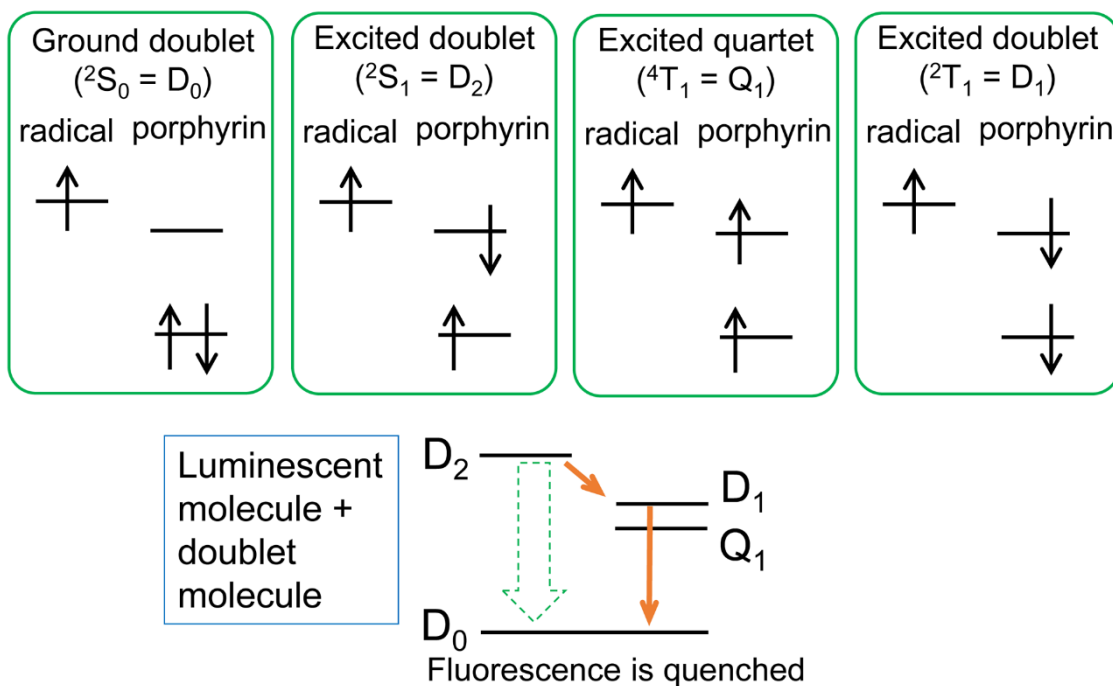 Ground doublet
(²S₀ = D₀)
radical porphyrin
Excited doublet
(²S₁ = D₂)
radical porphyrin
Excited quartet
(⁴T₁ = Q₁)
radical porphyrin
Excited doublet
(²T₁ = D₁)
radical porphyrin
Luminescent
molecule +
doublet
molecule
D₂
D₁
Q₁
D₀
Fluorescence is quenched